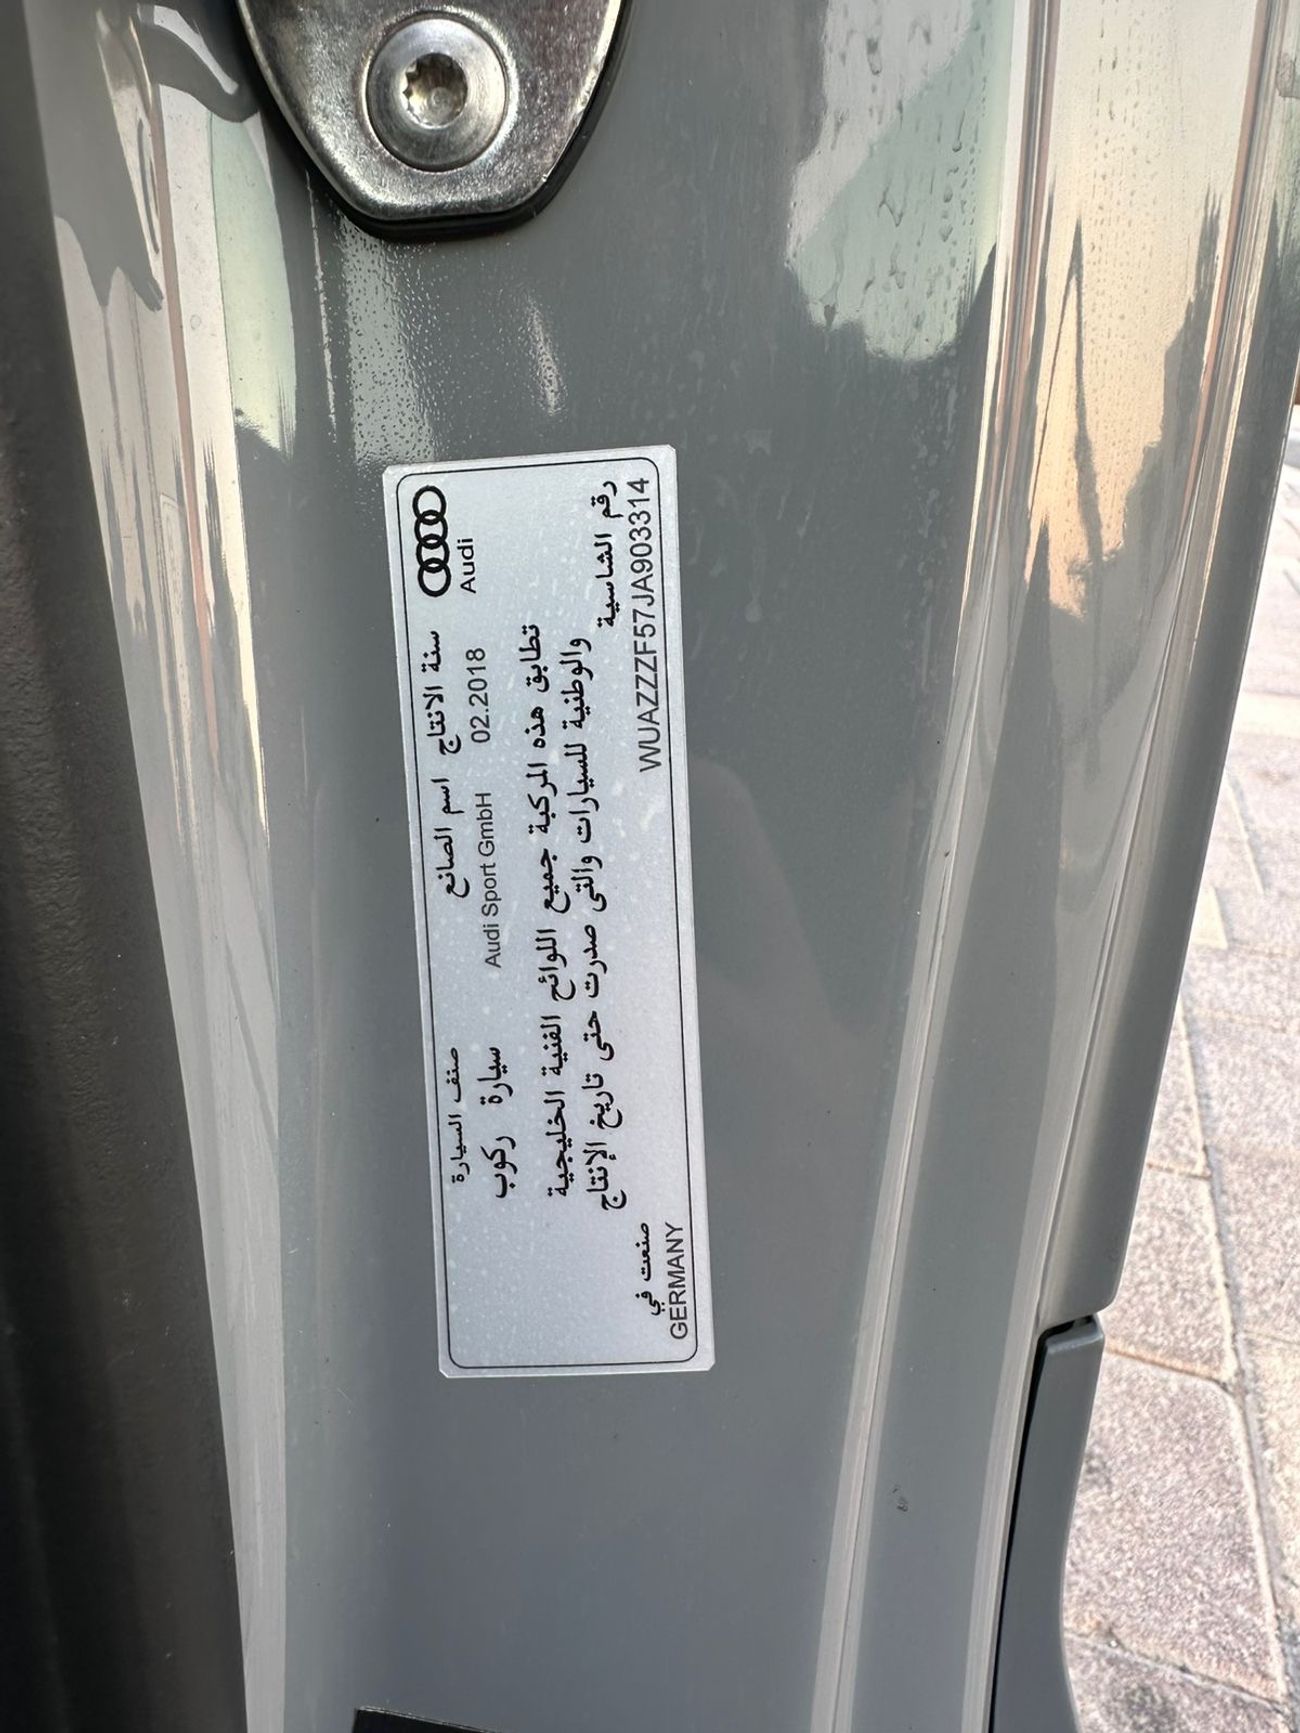 Audi
سنة الانتاج
02.2018
اسم الصانع
Audi Sport GmbH
صنف السيارة
سيارة ركوب
تطابق هذه المركبة جميع اللوائح الفنية الخليجية
والوطنية للسيارات والتى صدرت حتى تاريخ الإنتاج
رقم الشاسية
WUAZZZF57JA903314
صنعت في
GERMANY